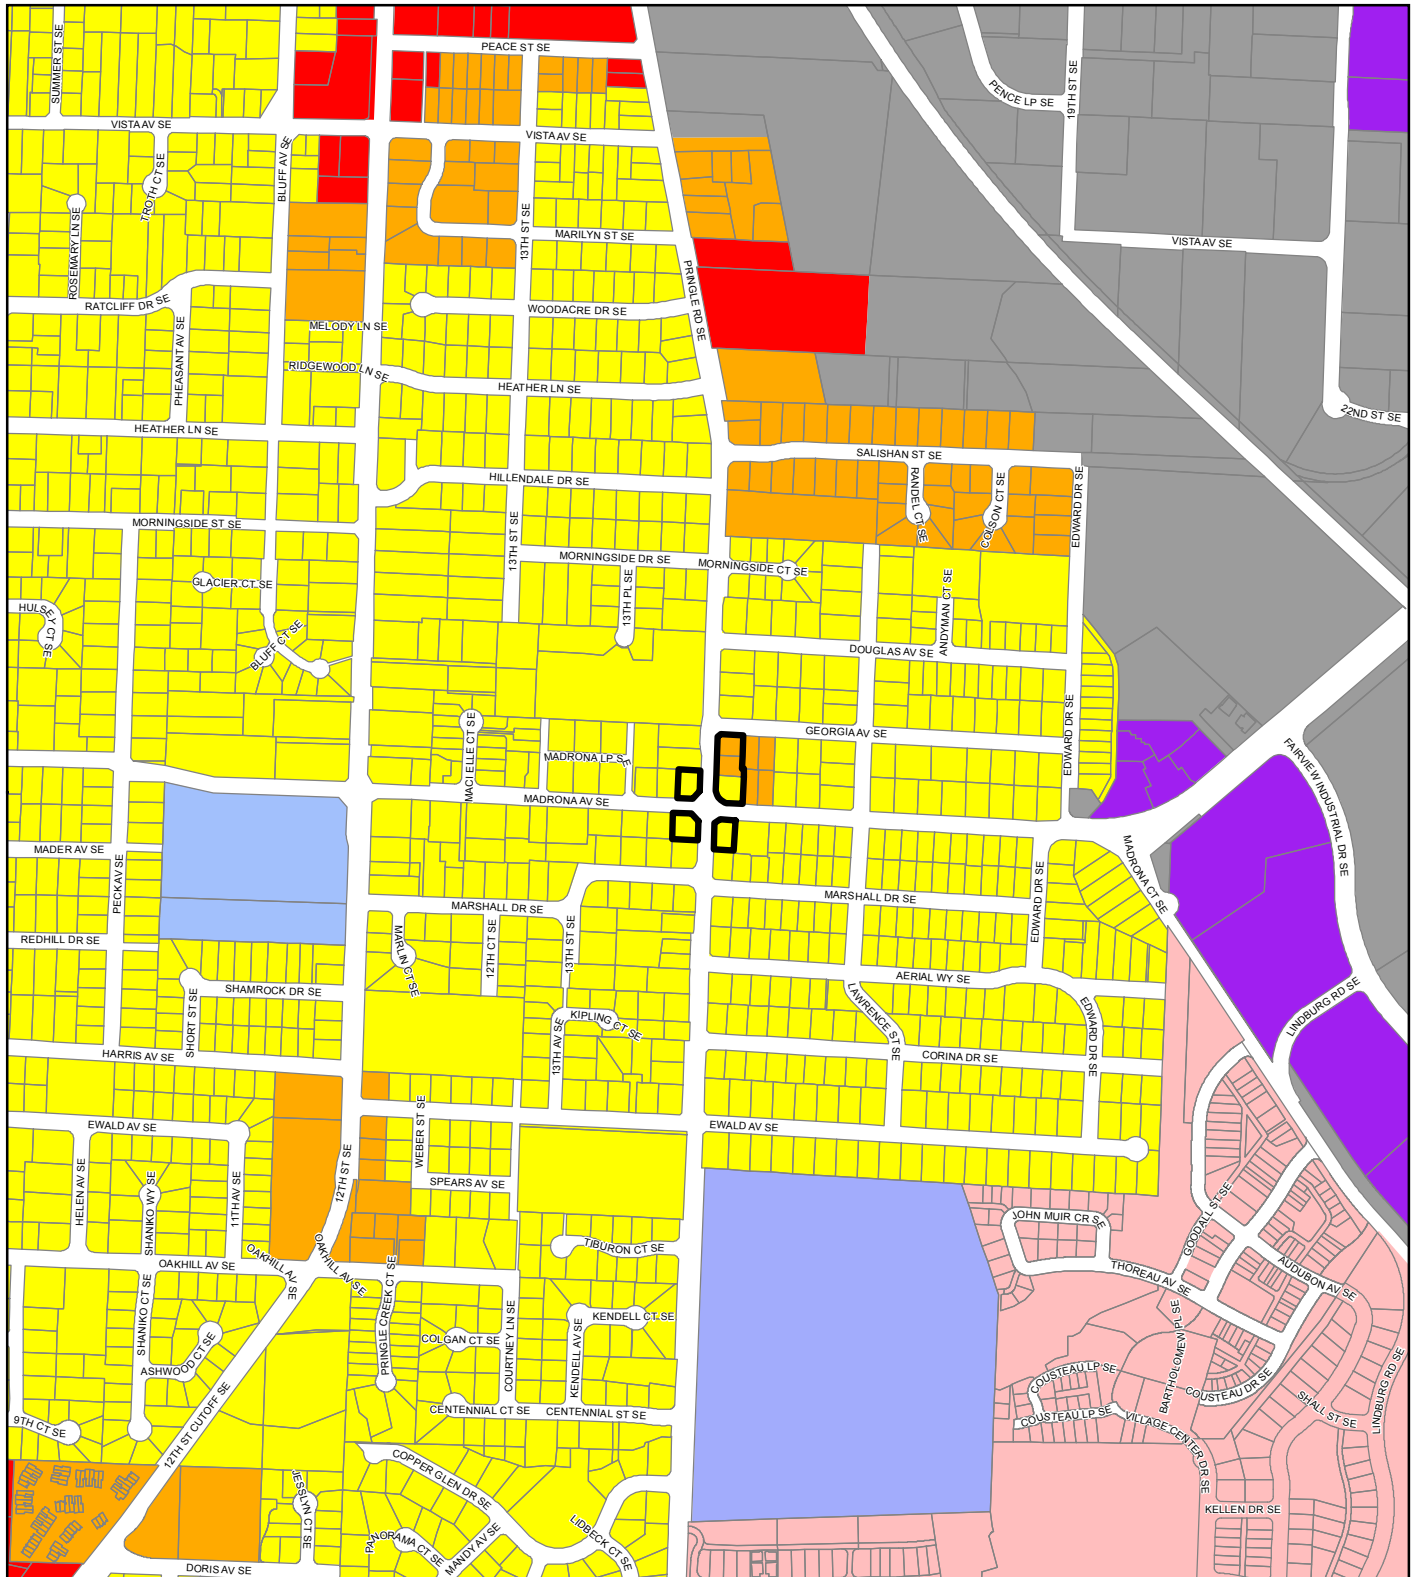 SUMMER ST SE
PEACE ST SE
PENCE LP SE
19TH ST SE
VISTA AV SE
VISTA AV SE
TROTH CT SE
BLUFF AV SE
ROSEMARY LN SE
13TH ST SE
MARILYN ST SE
VISTA AV SE
RATCLIFF DR SE
PRINGLE RD SE
WOODACRE DR SE
MELODY LN SE
PHEASANT AV SE
RIDGEWOOD LN SE
HEATHER LN SE
22ND ST SE
HEATHER LN SE
SALISHAN ST SE
HILLENDALE DR SE
RANDEL CT SE
COLSON CT SE
EDWARD DR SE
MORNINGSIDE ST SE
13TH ST SE
MORNINGSIDE DR SE
MORNINGSIDE CT SE
GLACIER CT SE
13TH PL SE
ANDYMAN CT SE
HULSEY CT SE
BLUFF CT SE
DOUGLAS AV SE
EDWARD DR SE
MACI ELLE CT SE
GEORGIA AV SE
MADRONA LP SE
FAIRVIEW INDUSTRIAL DR SE
MADRONA AV SE
MADER AV SE
PECK AV SE
MADRONA CT SE
EDWARD DR SE
MARSHALL DR SE
MARSHALL DR SE
REDHILL DR SE
MARLIN CT SE
12TH CT SE
13TH ST SE
AERIAL WY SE
SHAMROCK DR SE
SHORT ST SE
LAWRENCE ST SE
EDWARD DR SE
LINDBURG RD SE
KIPLING CT SE
13TH AV SE
HARRIS AV SE
CORINA DR SE
EWALD AV SE
WEBER ST SE
EWALD AV SE
HELEN AV SE
SHANIKO WY SE
11TH AV SE
12TH ST SE
SPEARS AV SE
GOODALL ST SE
JOHN MUIR CR SE
TIBURON CT SE
OAKHILL AV SE
OAKHILL AV SE
OAKHILL AV SE
PRINGLE CREEK CT SE
THOREAU AV SE
AUDUBON AV SE
SHANIKO CT SE
COURTNEY LN SE
KENDELL AV SE
KENDELL CT SE
BARTHOLOMEW PL SE
COLGAN CT SE
ASHWOOD CT SE
COUSTEAU LP SE
COUSTEAU DR SE
LINDBURG RD SE
12TH ST CUTOFF SE
CENTENNIAL CT SE
CENTENNIAL ST SE
COUSTEAU LP SE
VILLAGE CENTER DR SE
SHALL ST SE
9TH CT SE
COPPER GLEN DR SE
JESSLYN CT SE
KELLEN DR SE
PANORAMA CT SE
MANDY AV SE
LIDBECK CT SE
DORIS AV SE